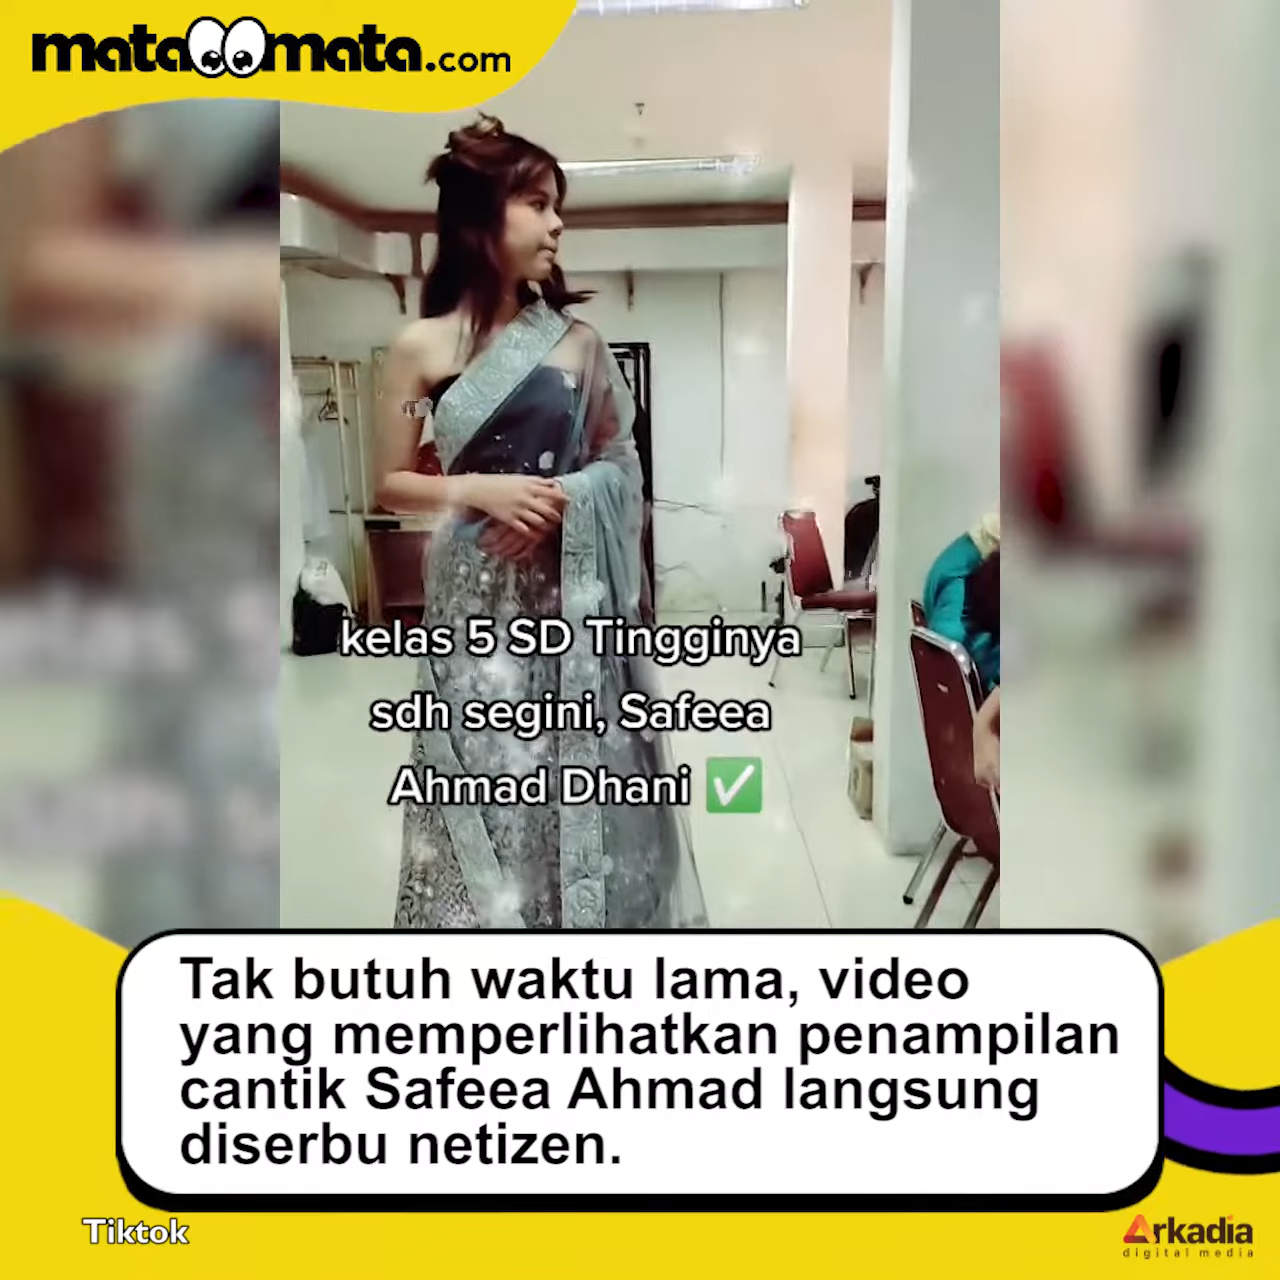 matamata.com
kelas 5 SD Tingginya
sdh segini, Safeea
Ahmad Dhani ✅
Tak butuh waktu lama, video
yang memperlihatkan penampilan
cantik Safeea Ahmad langsung
diserbu netizen.
Tiktok
Arkadia
digital media